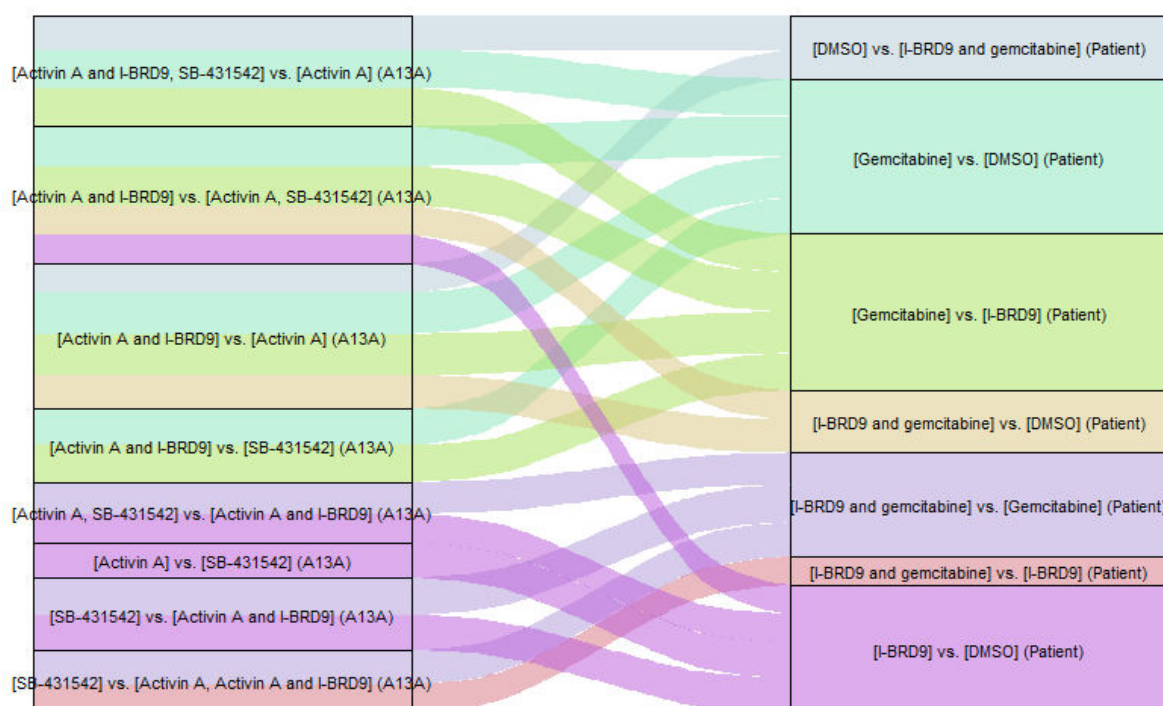 [Activin A and I-BRD9, SB-431542] vs. [Activin A] (A13A)
[Activin A and I-BRD9] vs. [Activin A, SB-431542] (A13A)
[Activin A and I-BRD9] vs. [Activin A] (A13A)
[Activin A and I-BRD9] vs. [SB-431542] (A13A)
[Activin A, SB-431542] vs. [Activin A and I-BRD9] (A13A)
[Activin A] vs. [SB-431542] (A13A)
[SB-431542] vs. [Activin A and I-BRD9] (A13A)
[SB-431542] vs. [Activin A, Activin A and I-BRD9] (A13A)
[DMSO] vs. [I-BRD9 and gemcitabine] (Patient)
[Gemcitabine] vs. [DMSO] (Patient)
[Gemcitabine] vs. [I-BRD9] (Patient)
[I-BRD9 and gemcitabine] vs. [DMSO] (Patient)
[I-BRD9 and gemcitabine] vs. [Gemcitabine] (Patient)
[I-BRD9 and gemcitabine] vs. [I-BRD9] (Patient)
[I-BRD9] vs. [DMSO] (Patient)